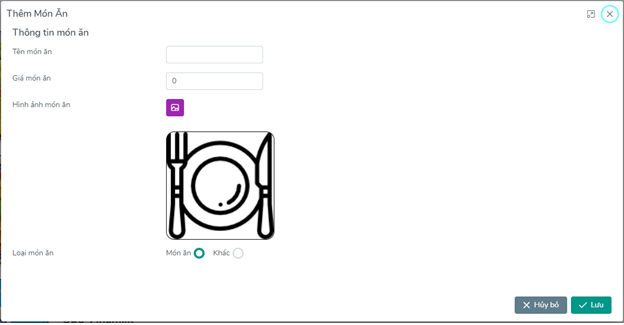 Thêm Món Ăn
Thông tin món ăn
Tên món ăn
Giá món ăn 0
Hình ảnh món ăn
Loại món ăn Món ăn Khác
Hủy bỏ Lưu